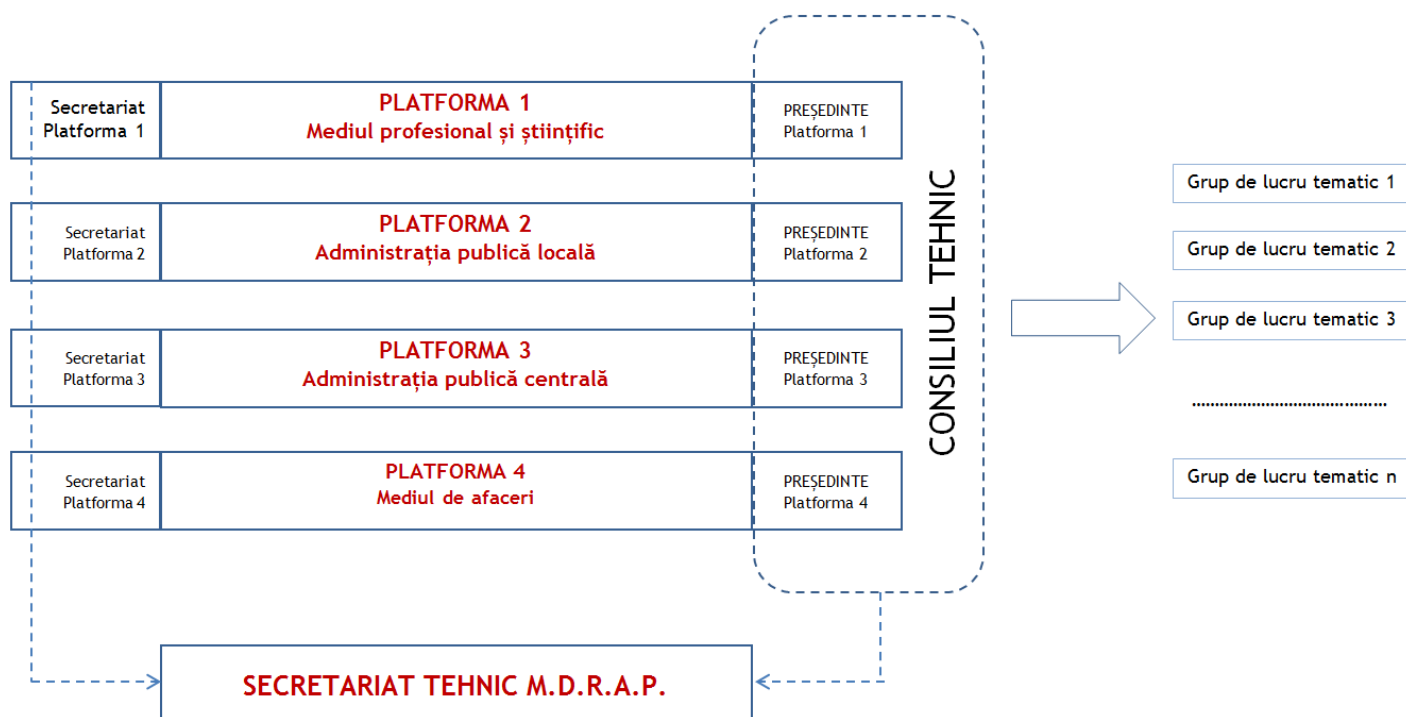 Secretariat
Platforma 1
PLATFORMA 1
Mediul profesional și științific
PREȘEDINTE
Platforma 1
Secretariat
Platforma 2
PLATFORMA 2
Administrația publică locală
PREȘEDINTE
Platforma 2
Secretariat
Platforma 3
PLATFORMA 3
Administrația publică centrală
PREȘEDINTE
Platforma 3
Secretariat
Platforma 4
PLATFORMA 4
Mediul de afaceri
PREȘEDINTE
Platforma 4
CONSILIUL TEHNIC
Grup de lucru tematic 1
Grup de lucru tematic 2
Grup de lucru tematic 3
..........................................
Grup de lucru tematic n
SECRETARIAT TEHNIC M.D.R.A.P.